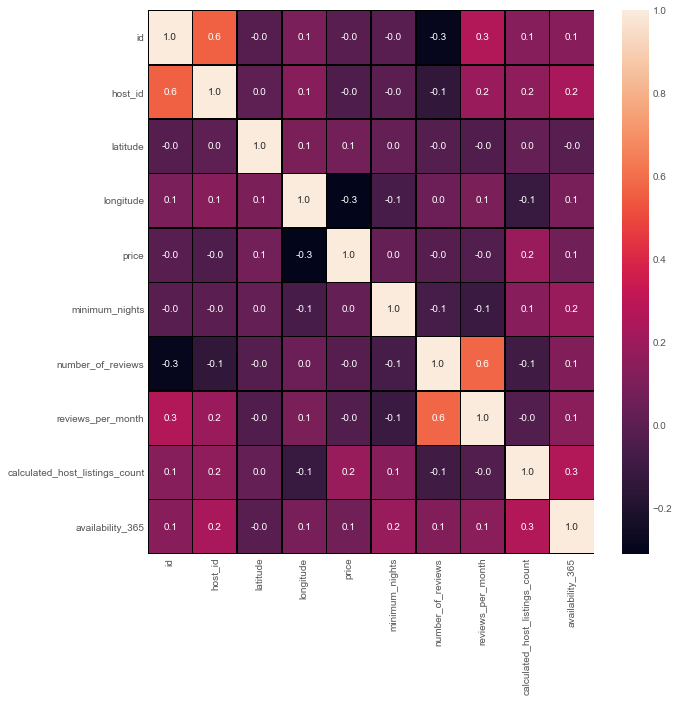 id 1.0 0.6 -0.0 0.1 -0.0 -0.0 -0.3 0.3 0.1 0.1
host_id 0.6 1.0 0.0 0.1 -0.0 -0.0 -0.1 0.2 0.2 0.2
latitude -0.0 0.0 1.0 0.1 0.1 0.0 -0.0 -0.0 0.0 -0.0
longitude 0.1 0.1 0.1 1.0 -0.3 -0.1 0.0 0.1 -0.1 0.1
price -0.0 -0.0 0.1 -0.3 1.0 0.0 -0.0 -0.0 0.2 0.1
minimum_nights -0.0 -0.0 0.0 -0.1 0.0 1.0 -0.1 -0.1 0.1 0.2
number_of_reviews -0.3 -0.1 -0.0 0.0 -0.0 -0.1 1.0 0.6 -0.1 0.1
reviews_per_month 0.3 0.2 -0.0 0.1 -0.0 -0.1 0.6 1.0 -0.0 0.1
calculated_host_listings_count 0.1 0.2 0.0 -0.1 0.2 0.1 -0.1 -0.0 1.0 0.3
availability_365 0.1 0.2 -0.0 0.1 0.1 0.2 0.1 0.1 0.3 1.0
id
host_id
latitude
longitude
price
minimum_nights
number_of_reviews
reviews_per_month
calculated_host_listings_count
availability_365
1.0
0.8
0.6
0.4
0.2
0.0
−0.2